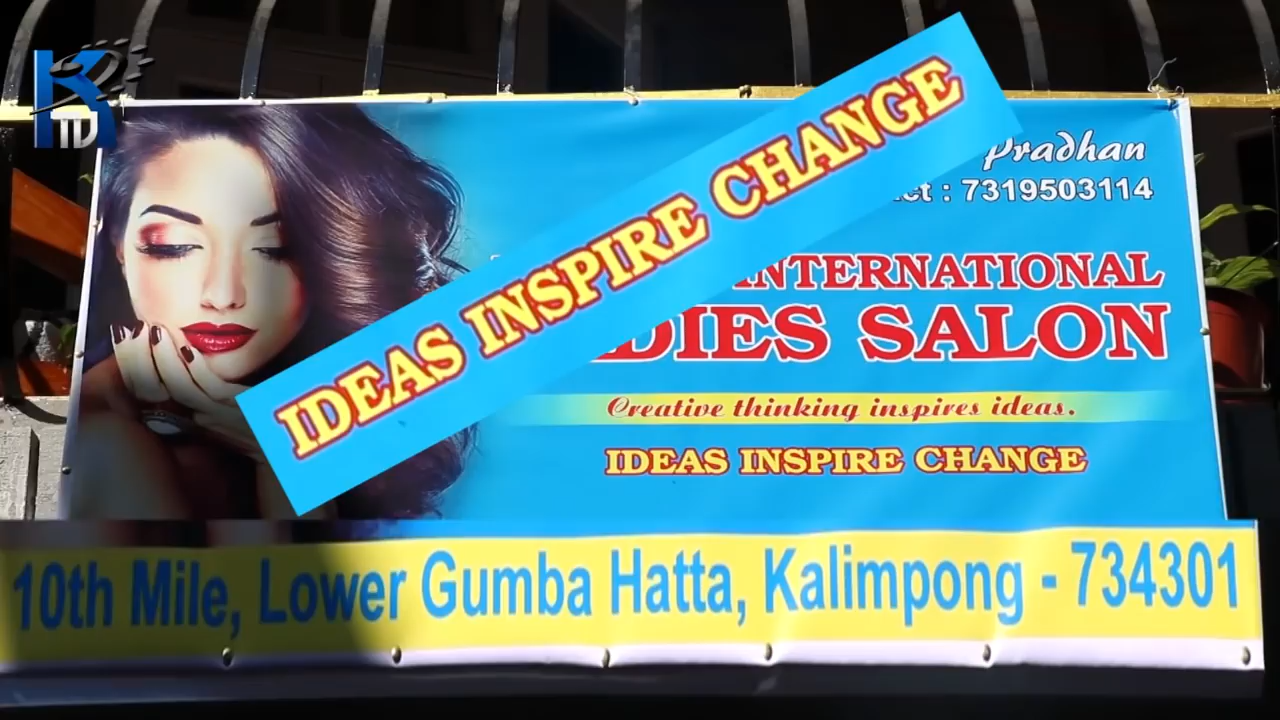 K
TD
IDEAS INSPIRE CHANGE
Pradhan
: 7319503114
INTERNATIONAL
SALON
Creative thinking inspires ideas.
IDEAS INSPIRE CHANGE
10th Mile, Lower Gumba Hatta, Kalimpong - 734301